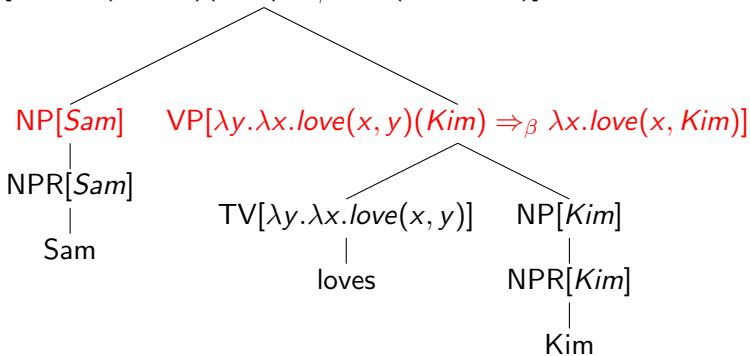 NP[Sam] VP[λy.λx.love(x, y)(Kim) ⇒β λx.love(x, Kim)]
NPR[Sam]
TV[λy.λx.love(x, y)] NP[Kim]
Sam
loves NPR[Kim]
Kim